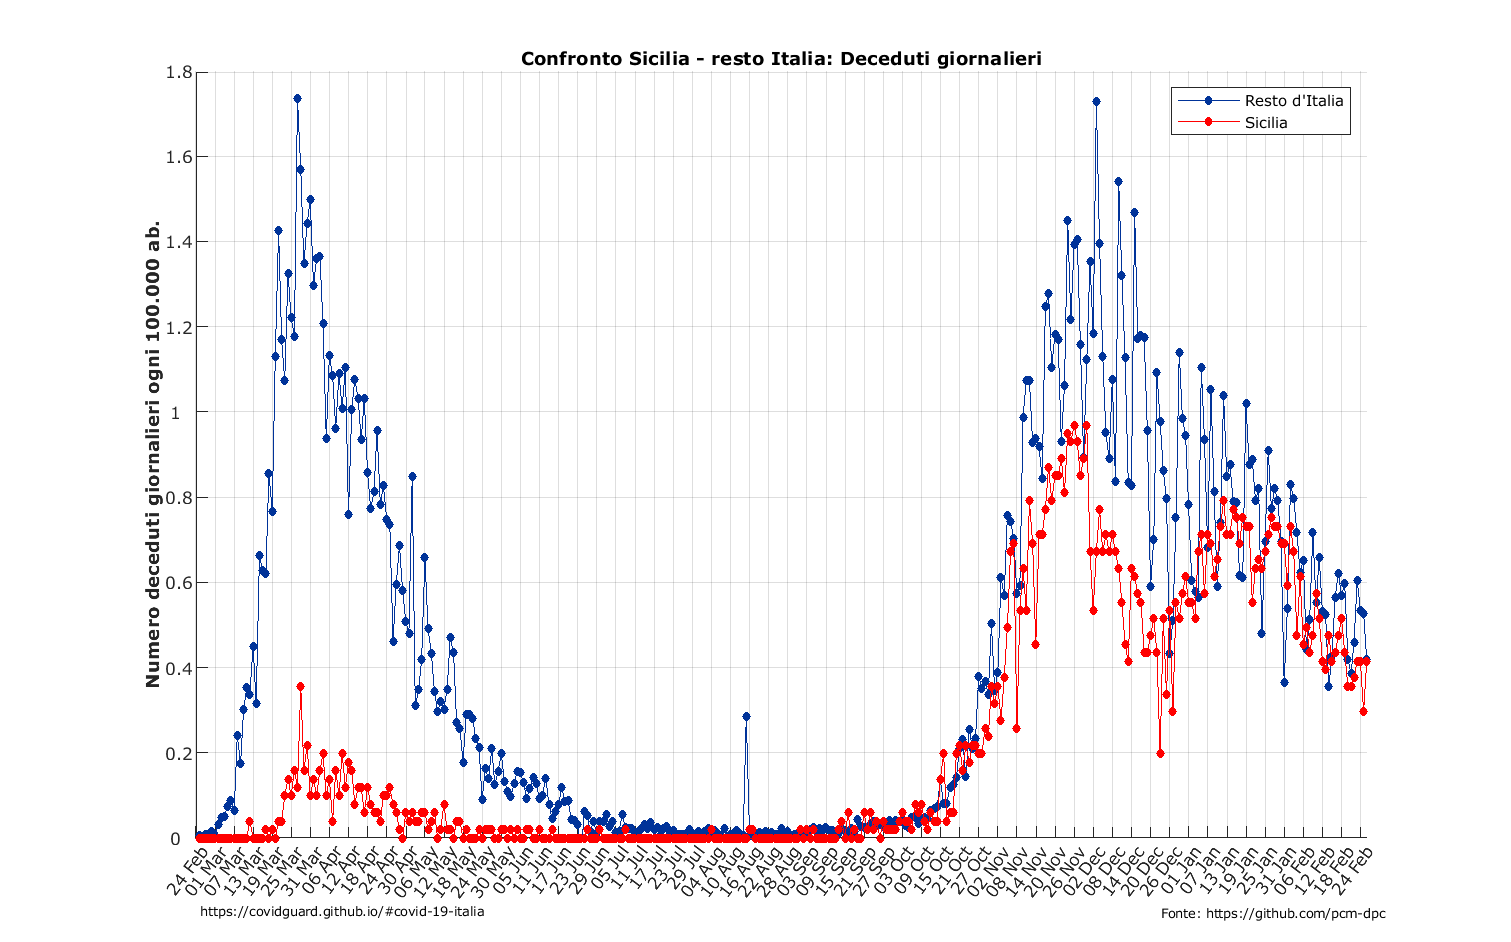 Confronto Sicilia - resto Italia: Deceduti giornalieri
Numero deceduti giornalieri ogni 100.000 ab.
1.8
1.6
1.4
1.2
1
0.8
0.6
0.4
0.2
0
Resto d'Italia
Sicilia
24 Feb
01 Mar
07 Mar
13 Mar
19 Mar
25 Mar
31 Mar
06 Apr
12 Apr
18 Apr
24 Apr
30 Apr
06 May
12 May
18 May
24 May
30 May
05 Jun
11 Jun
17 Jun
23 Jun
29 Jun
05 Jul
11 Jul
17 Jul
23 Jul
29 Jul
04 Aug
10 Aug
16 Aug
22 Aug
28 Aug
03 Sep
09 Sep
15 Sep
21 Sep
27 Sep
03 Oct
09 Oct
15 Oct
21 Oct
27 Oct
02 Nov
08 Nov
14 Nov
20 Nov
26 Nov
02 Dec
08 Dec
14 Dec
20 Dec
26 Dec
01 Jan
07 Jan
13 Jan
19 Jan
25 Jan
31 Jan
06 Feb
12 Feb
18 Feb
24 Feb
https://covidguard.github.io/#covid-19-italia
Fonte: https://github.com/pcm-dpc